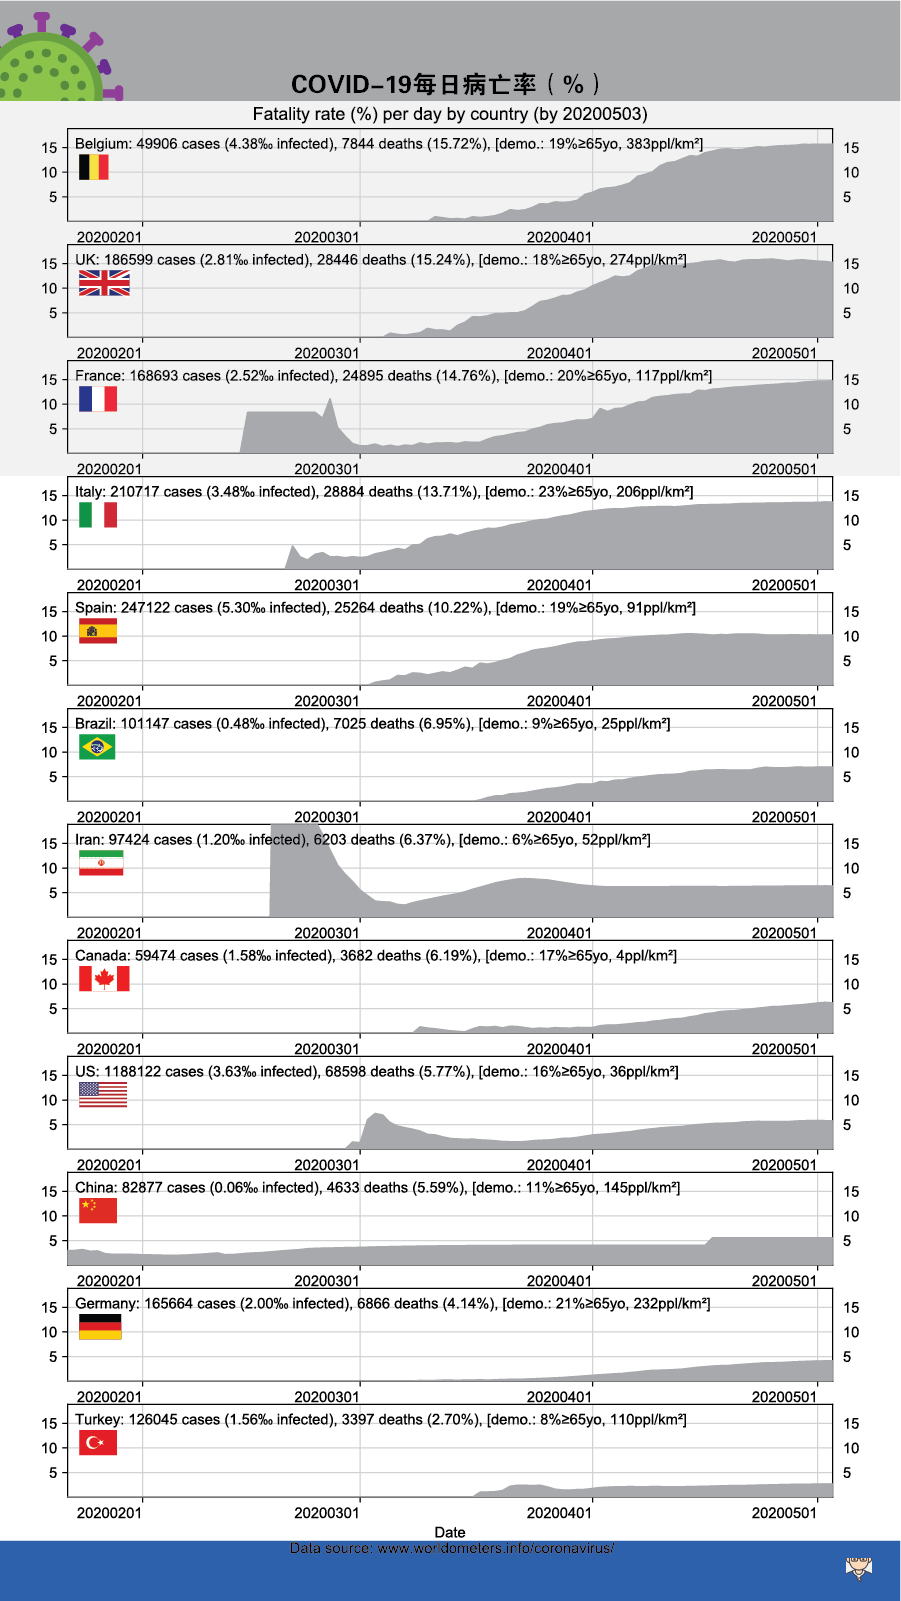 COVID-19每日病亡率（%）
Fatality rate (%) per day by country (by 20200503)
Belgium: 49906 cases (4.38‰ infected), 7844 deaths (15.72%), [demo.: 19%≥65yo, 383ppl/km²]
15 15
10 10
5 5
20200201 20200301 20200401 20200501
UK: 186599 cases (2.81‰ infected), 28446 deaths (15.24%), [demo.: 18%≥65yo, 274ppl/km²]
15 15
10 10
5 5
20200201 20200301 20200401 20200501
France: 168693 cases (2.52‰ infected), 24895 deaths (14.76%), [demo.: 20%≥65yo, 117ppl/km²]
15 15
10 10
5 5
20200201 20200301 20200401 20200501
Italy: 210717 cases (3.48‰ infected), 28884 deaths (13.71%), [demo.: 23%≥65yo, 206ppl/km²]
15 15
10 10
5 5
20200201 20200301 20200401 20200501
Spain: 247122 cases (5.30‰ infected), 25264 deaths (10.22%), [demo.: 19%≥65yo, 91ppl/km²]
15 15
10 10
5 5
20200201 20200301 20200401 20200501
Brazil: 101147 cases (0.48‰ infected), 7025 deaths (6.95%), [demo.: 9%≥65yo, 25ppl/km²]
15 15
10 10
5 5
20200201 20200301 20200401 20200501
Iran: 97424 cases (1.20‰ infected), 6203 deaths (6.37%), [demo.: 6%≥65yo, 52ppl/km²]
15 15
10 10
5 5
20200201 20200301 20200401 20200501
Canada: 59474 cases (1.58‰ infected), 3682 deaths (6.19%), [demo.: 17%≥65yo, 4ppl/km²]
15 15
10 10
5 5
20200201 20200301 20200401 20200501
US: 1188122 cases (3.63‰ infected), 68598 deaths (5.77%), [demo.: 16%≥65yo, 36ppl/km²]
15 15
10 10
5 5
20200201 20200301 20200401 20200501
China: 82877 cases (0.06‰ infected), 4633 deaths (5.59%), [demo.: 11%≥65yo, 145ppl/km²]
15 15
10 10
5 5
20200201 20200301 20200401 20200501
Germany: 165664 cases (2.00‰ infected), 6866 deaths (4.14%), [demo.: 21%≥65yo, 232ppl/km²]
15 15
10 10
5 5
20200201 20200301 20200401 20200501
Turkey: 126045 cases (1.56‰ infected), 3397 deaths (2.70%), [demo.: 8%≥65yo, 110ppl/km²]
15 15
10 10
5 5
20200201 20200301 20200401 20200501
Date
Data source: www.worldometers.info/coronavirus/